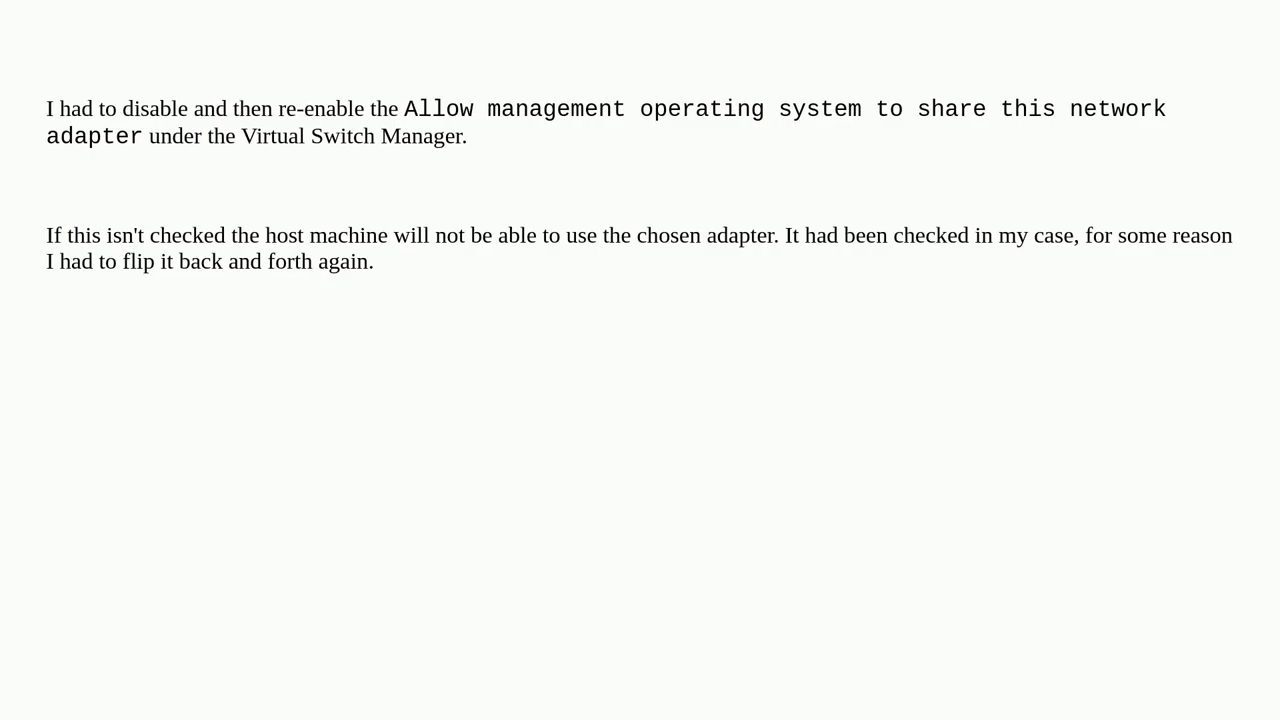 I had to disable and then re-enable the Allow management operating system to share this network
adapter under the Virtual Switch Manager.
If this isn't checked the host machine will not be able to use the chosen adapter. It had been checked in my case, for some reason
I had to flip it back and forth again.